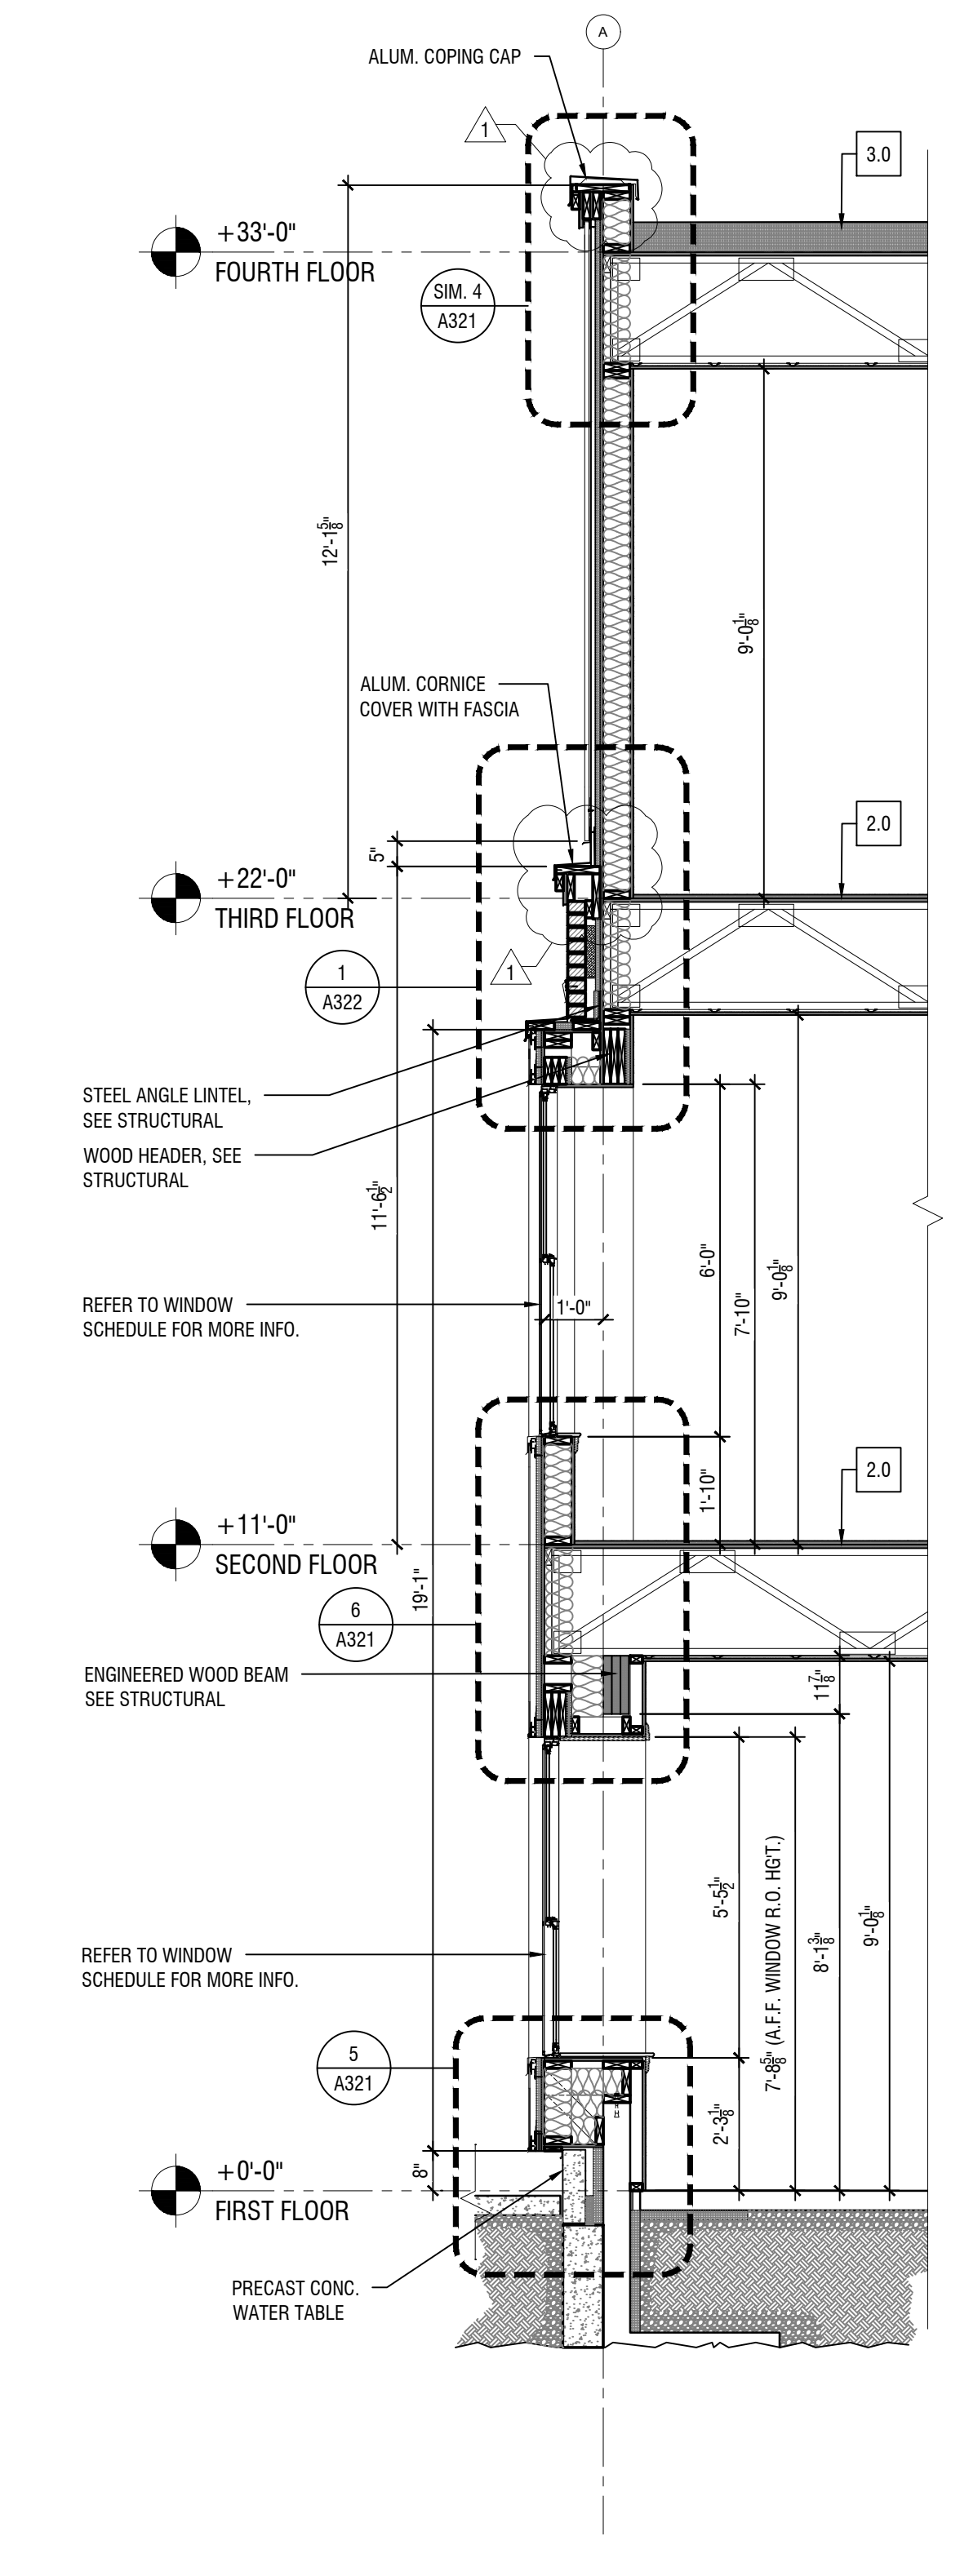 A
ALUM. COPING CAP
1
3.0
+33'-0"
FOURTH FLOOR
SIM. 4
A321
12'-1 5/8"
9'-0 1/8"
ALUM. CORNICE
COVER WITH FASCIA
2.0
5"
+22'-0"
THIRD FLOOR
1
1
A322
STEEL ANGLE LINTEL,
SEE STRUCTURAL
WOOD HEADER, SEE
STRUCTURAL
11'-6 1/2"
6'-0"
7'-10"
9'-0 1/8"
REFER TO WINDOW
SCHEDULE FOR MORE INFO.
1'-0"
2.0
1'-10"
+11'-0"
SECOND FLOOR
19'-1"
6
A321
ENGINEERED WOOD BEAM
SEE STRUCTURAL
11 7/8"
5'-5 1/2"
7'-8 5/8" (A.F.F. WINDOW R.O. HG'T.)
8'-1 3/8"
9'-0 1/8"
REFER TO WINDOW
SCHEDULE FOR MORE INFO.
5
A321
2'-3 1/8"
8"
+0'-0"
FIRST FLOOR
PRECAST CONC.
WATER TABLE